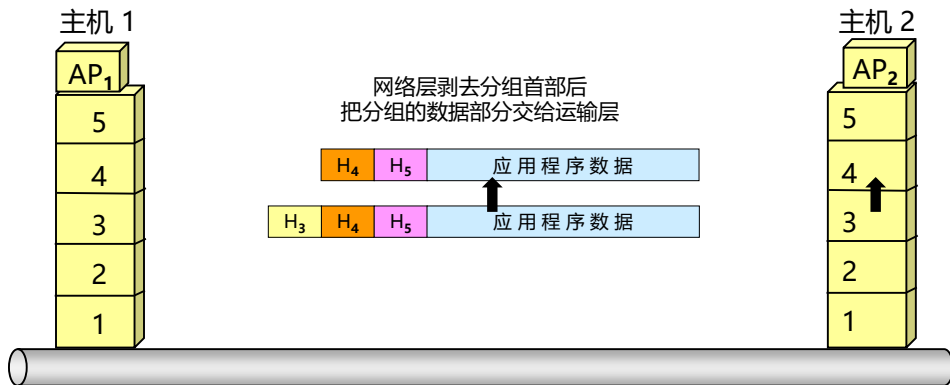 主机 1
主机 2
AP₁
AP₂
网络层剥去分组首部后
把分组的数据部分交给运输层
5
4
3
2
1
H₄ H₅ 应用程序数据
H₃ H₄ H₅ 应用程序数据
5
4
3
2
1